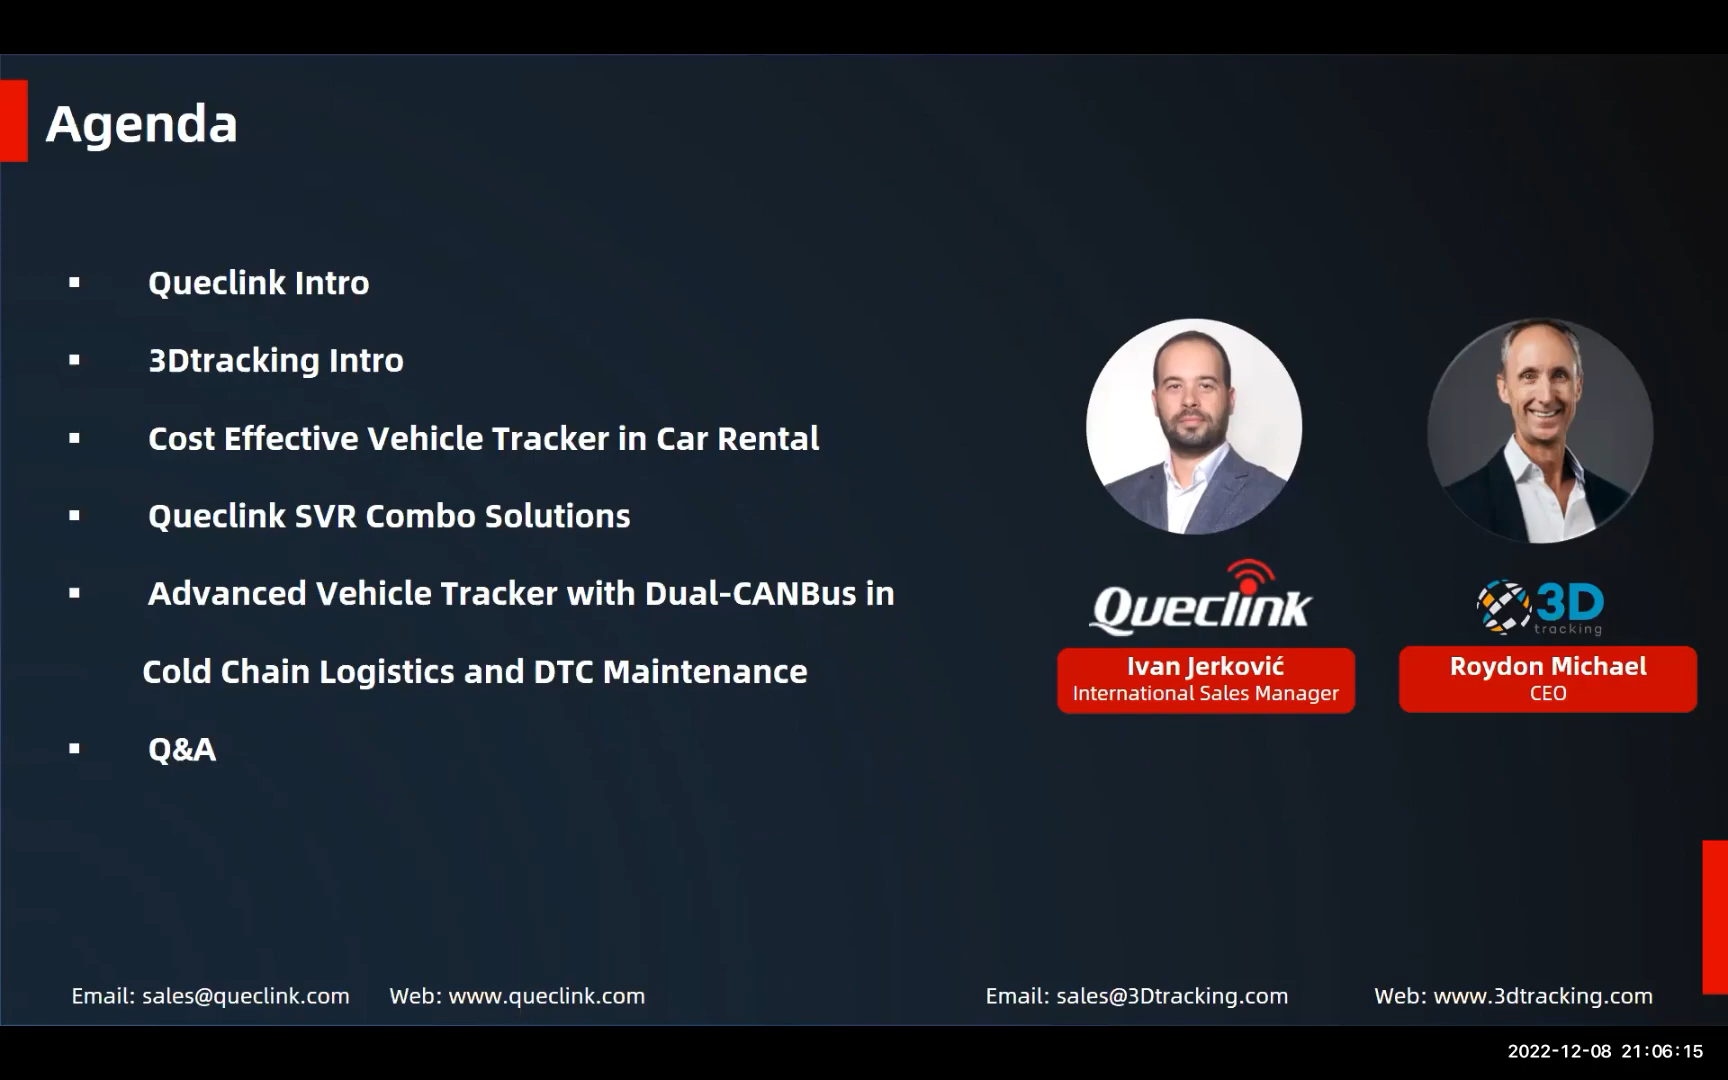 Agenda
▪ Queclink Intro
▪ 3Dtracking Intro
▪ Cost Effective Vehicle Tracker in Car Rental
▪ Queclink SVR Combo Solutions
▪ Advanced Vehicle Tracker with Dual-CANBus in
Cold Chain Logistics and DTC Maintenance
▪ Q&A
Queclink
Ivan Jerković
International Sales Manager
3D
tracking
Roydon Michael
CEO
Email: sales@queclink.com Web: www.queclink.com
Email: sales@3Dtracking.com Web: www.3dtracking.com
2022-12-08 21:06:15